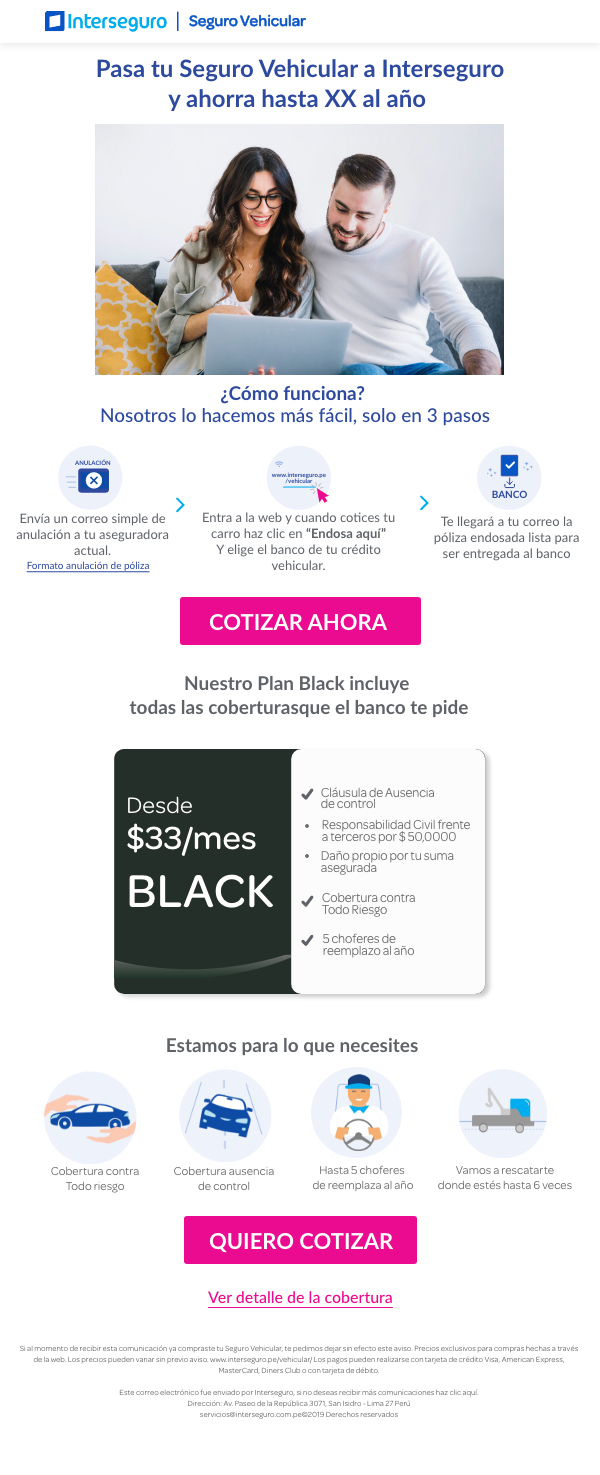 Interseguro | Seguro Vehicular
Pasa tu Seguro Vehicular a Interseguro
y ahorra hasta XX al año
¿Cómo funciona?
Nosotros lo hacemos más fácil, solo en 3 pasos
ANULACIÓN
Envía un correo simple de
anulación a tu aseguradora
actual.
Formato anulación de póliza
www.interseguro.pe
/vehicular
Entra a la web y cuando cotices tu
carro haz clic en “Endosa aquí”
Y elige el banco de tu crédito
vehicular.
BANCO
Te llegará a tu correo la
póliza endosada lista para
ser entregada al banco
COTIZAR AHORA
Nuestro Plan Black incluye
todas las coberturasque el banco te pide
Desde
$33/mes
BLACK
Cláusula de Ausencia
de control
• Responsabilidad Civil frente
a terceros por $ 50,0000
• Daño propio por tu suma
asegurada
Cobertura contra
Todo Riesgo
5 choferes de
reemplazo al año
Estamos para lo que necesites
Cobertura contra
Todo riesgo
Cobertura ausencia
de control
Hasta 5 choferes
de reemplaza al año
Vamos a rescatarte
donde estés hasta 6 veces
QUIERO COTIZAR
Ver detalle de la cobertura
Si al momento de recibir esta comunicación ya compraste tu Seguro Vehicular, te pedimos dejar sin efecto este aviso. Precios exclusivos para compras hechas a través
de la web. Los precios pueden variar sin previo aviso. www.interseguro.pe/vehicular/ Los pagos pueden realizarse con tarjeta de crédito Visa, American Express,
MasterCard, Diners Club o con tarjeta de débito.
Este correo electrónico fue enviado por Interseguro, si no deseas recibir más comunicaciones haz clic aquí.
Dirección: Av. Paseo de la República 3071, San Isidro - Lima 27 Perú
servicios@interseguro.com.pe©2019 Derechos reservados